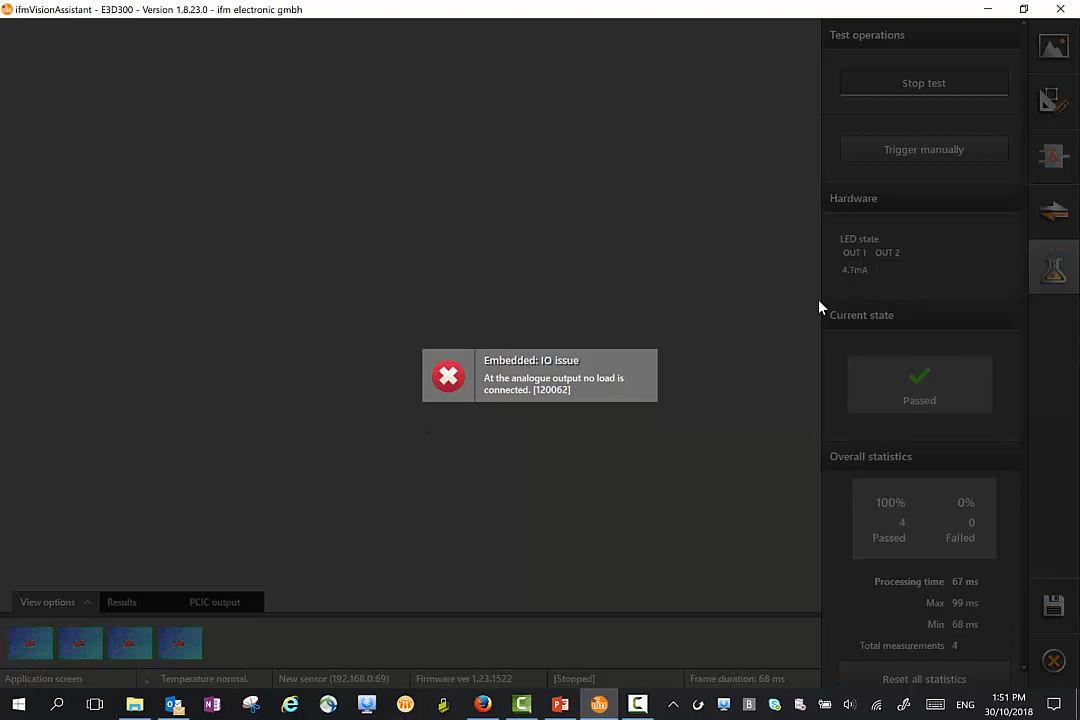 ifmVisionAssistant - E3D300 - Version 1.8.23.0 - ifm electronic gmbh
Test operations
Stop test
Trigger manually
Hardware
LED state
OUT 1 OUT 2
4.7mA
Current state
Embedded: IO issue
At the analogue output no load is
connected. [120062]
Passed
Overall statistics
100% 0%
4 0
Passed Failed
Processing time 67 ms
Max 99 ms
Min 68 ms
Total measurements 4
Reset all statistics
View options Results PCIC output
Application screen Temperature normal. New sensor (192.168.0.69) Firmware ver 1.23.1522 [Stopped] Frame duration: 68 ms
ENG
1:51 PM
30/10/2018